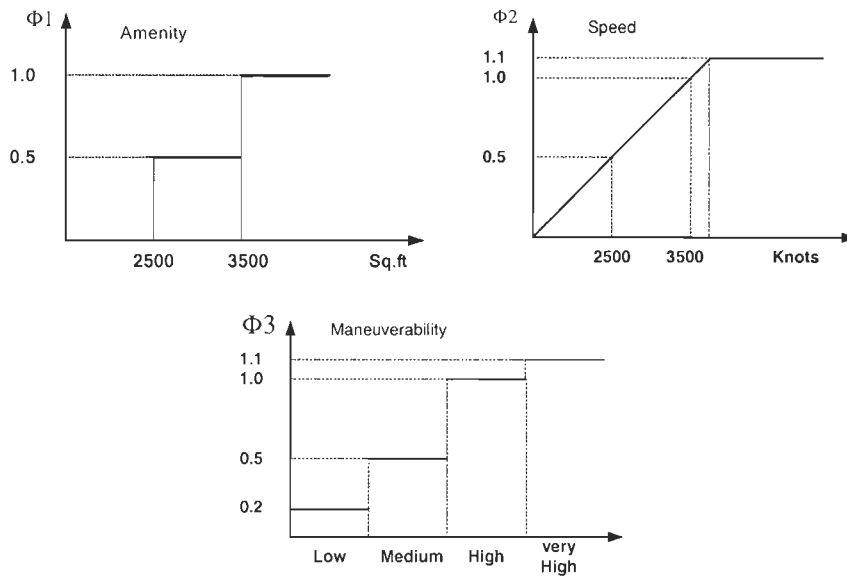 Φ1
Amenity
1.0
0.5
2500 3500 Sq.ft
Φ2
Speed
1.1
1.0
0.5
2500 3500 Knots
Φ3
Maneuverability
1.1
1.0
0.5
0.2
Low Medium High very
High